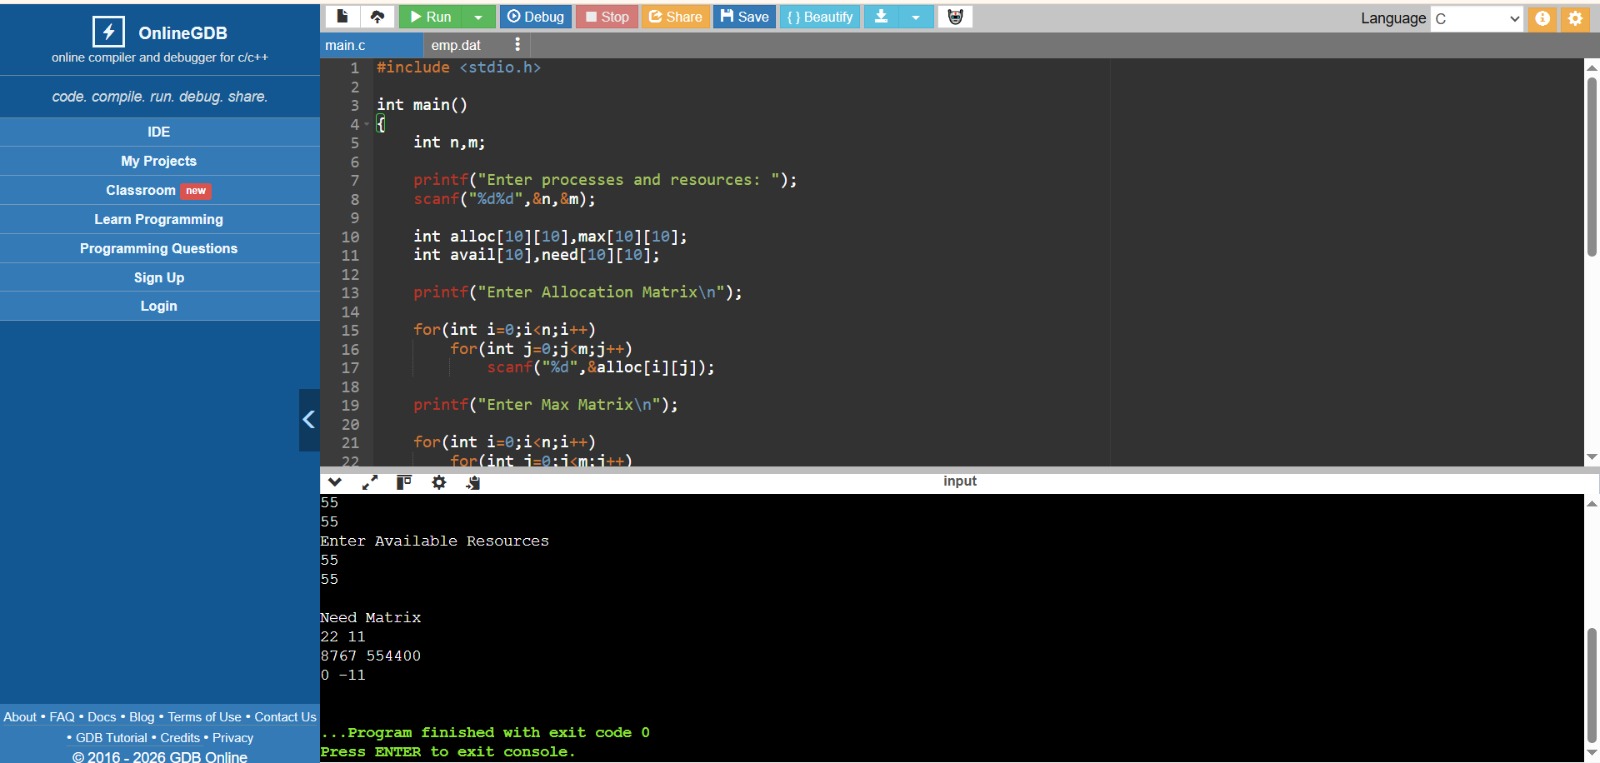 OnlineGDB
online compiler and debugger for c/c++
code. compile. run. debug. share.
IDE
My Projects
Classroom new
Learn Programming
Programming Questions
Sign Up
Login
About • FAQ • Docs • Blog • Terms of Use • Contact Us
• GDB Tutorial • Credits • Privacy
© 2016 - 2026 GDB Online
Run Debug Stop Share Save { } Beautify Language C
main.c emp.dat
1 #include <stdio.h>
2
3 int main()
4 {
5 int n,m;
6
7 printf("Enter processes and resources: ");
8 scanf("%d%d",&n,&m);
9
10 int alloc[10][10],max[10][10];
11 int avail[10],need[10][10];
12
13 printf("Enter Allocation Matrix\n");
14
15 for(int i=0;i<n;i++)
16 for(int j=0;j<m;j++)
17 scanf("%d",&alloc[i][j]);
18
19 printf("Enter Max Matrix\n");
20
21 for(int i=0;i<n;i++)
22 for(int j=0;j<m;j++)
input
55
55
Enter Available Resources
55
55
Need Matrix
22 11
8767 554400
0 -11
...Program finished with exit code 0
Press ENTER to exit console.